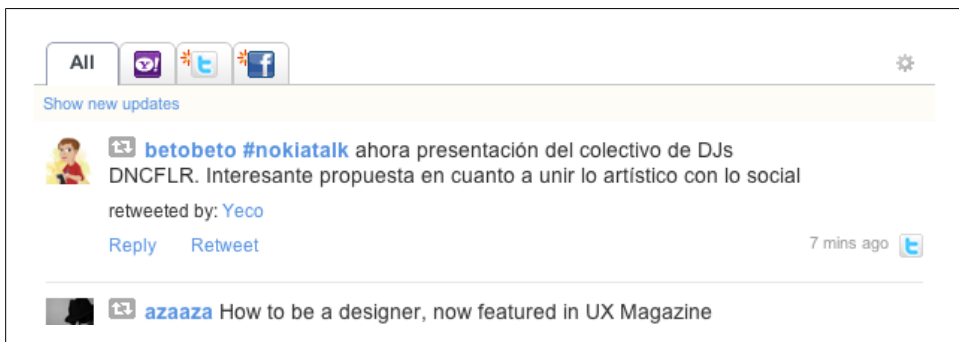 All
Show new updates
betobeto #nokiatalk ahora presentación del colectivo de DJs
DNCFLR. Interesante propuesta en cuanto a unir lo artístico con lo social
retweeted by: Yeco
Reply Retweet 7 mins ago
azaaza How to be a designer, now featured in UX Magazine